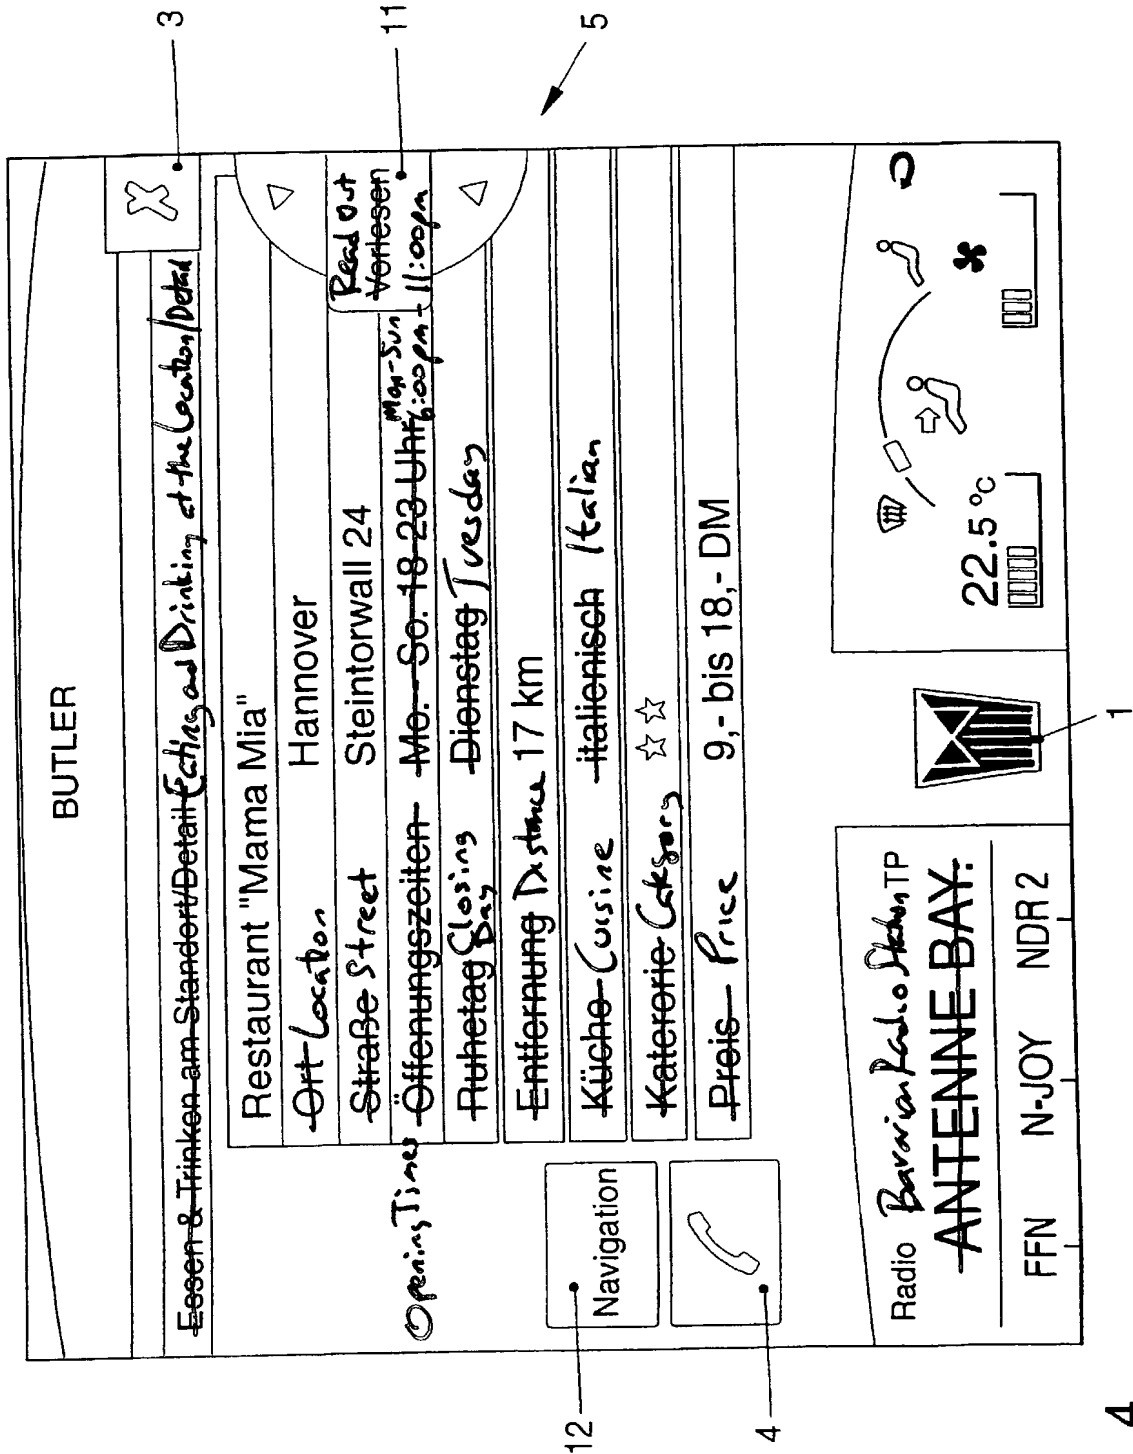 BUTLER
Essen & Trinken am Standort/Detail Eating and Drinking at the Location/Detail
3
X
Restaurant "Mama Mia"
Ort Location Hannover
Straße Street Steintorwall 24
Read Out
Vorlesen
11
Opening Times Öffenungszeiten Mo. - So. 18-23 Uhr Mon-Sun 6:00pm - 11:00pm
Ruhetag Closing Day Dienstag Tuesday
5
Entfernung Distance 17 km
Küche Cuisine italienisch Italian
Katerorie Category ☆☆
Preis Price 9,- bis 18,- DM
12
Navigation
4
Radio Bavarian Radio Station TP
ANTENNE BAY.
FFN N-JOY NDR 2
1
22.5 °C
4